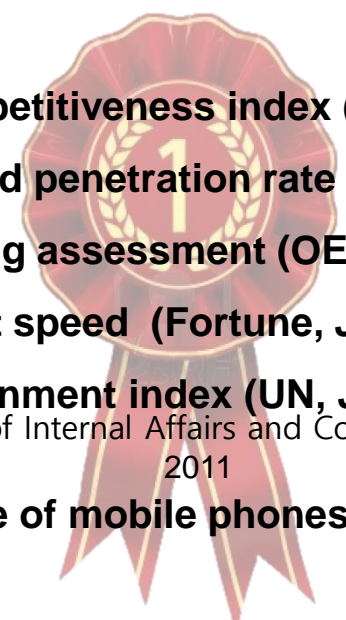 1
petitiveness index (
d penetration rate
g assessment (OE
t speed (Fortune, J
nment index (UN, J
of Internal Affairs and Co
2011
e of mobile phones